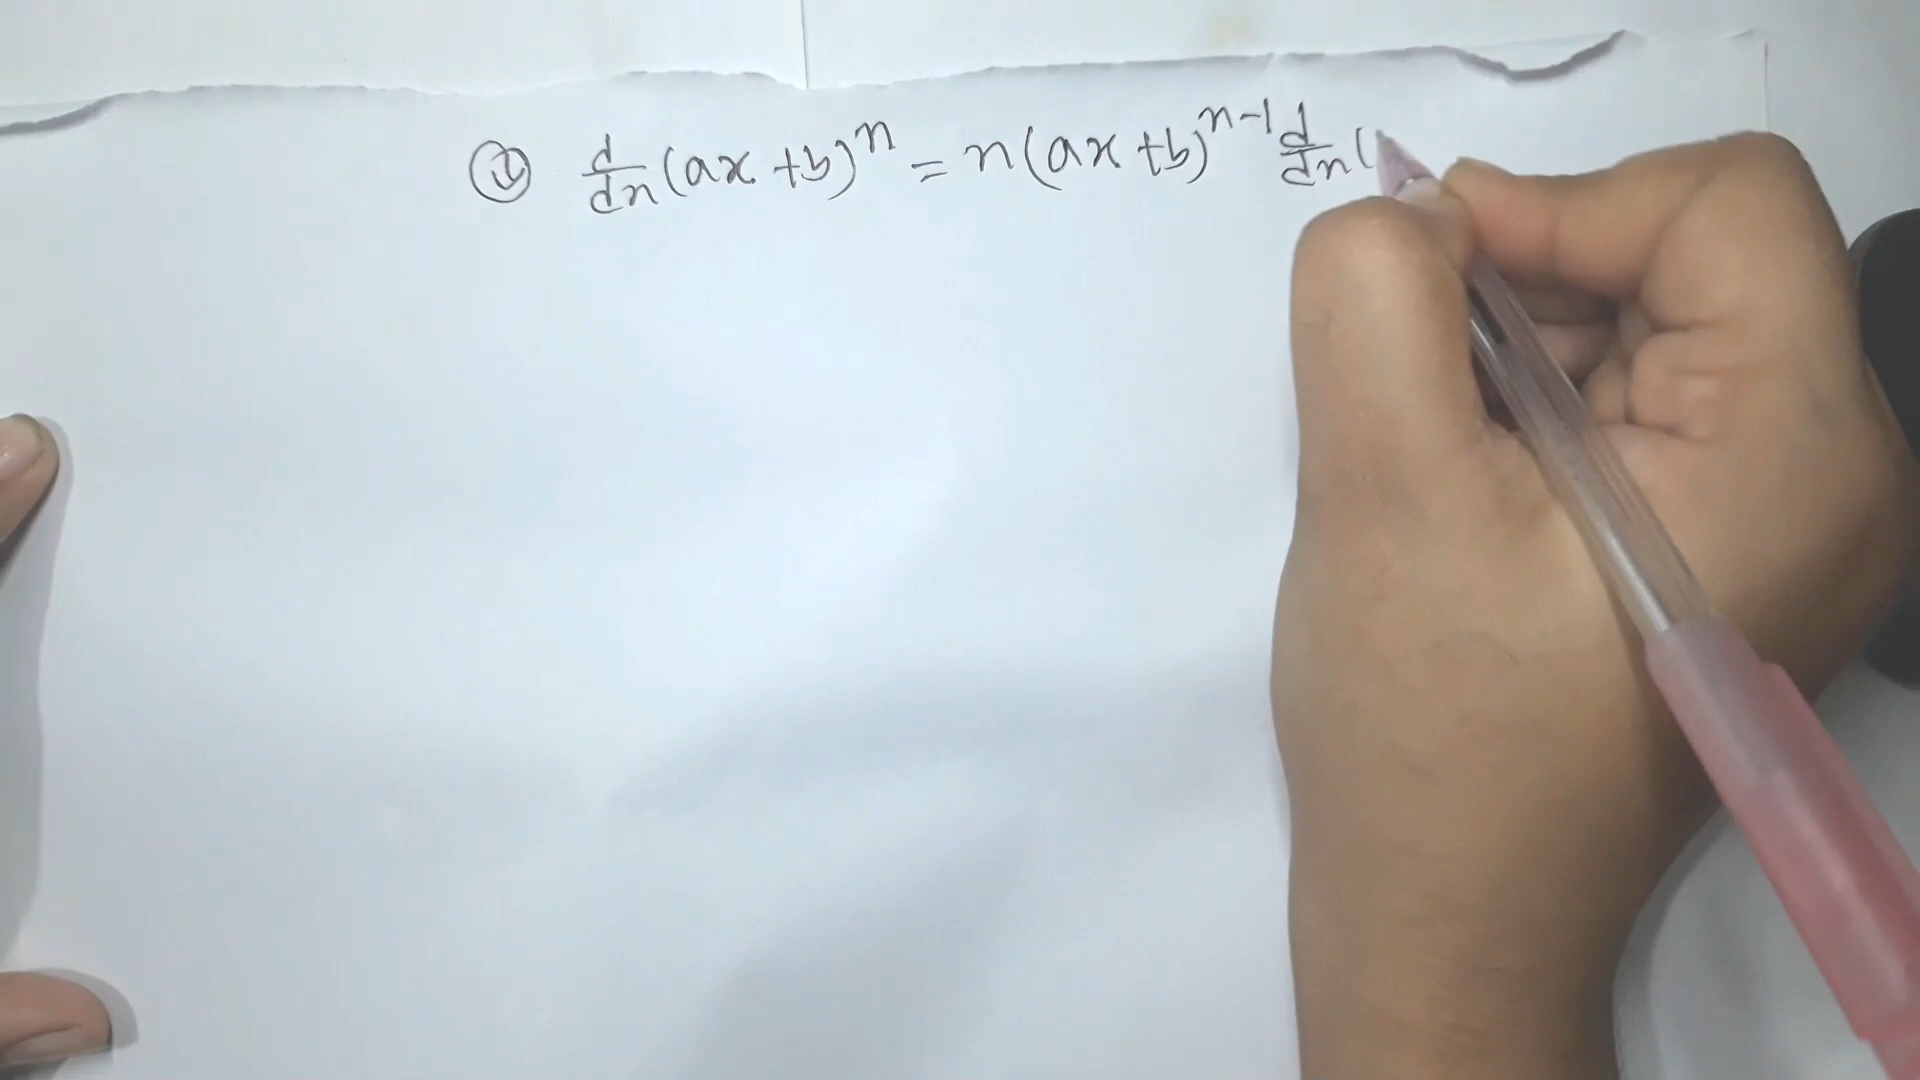 ① d/dx (ax+b)^n = n(ax+b)^{n-1} d/dx (